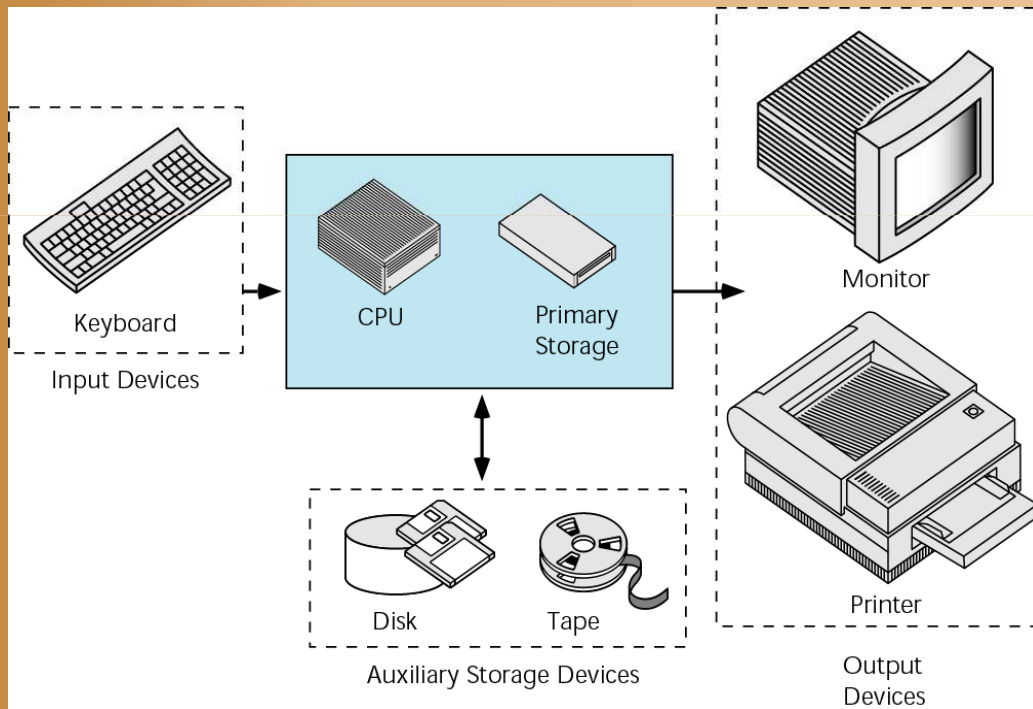 Keyboard
Input Devices
CPU
Primary
Storage
Monitor
Printer
Output
Devices
Disk
Tape
Auxiliary Storage Devices